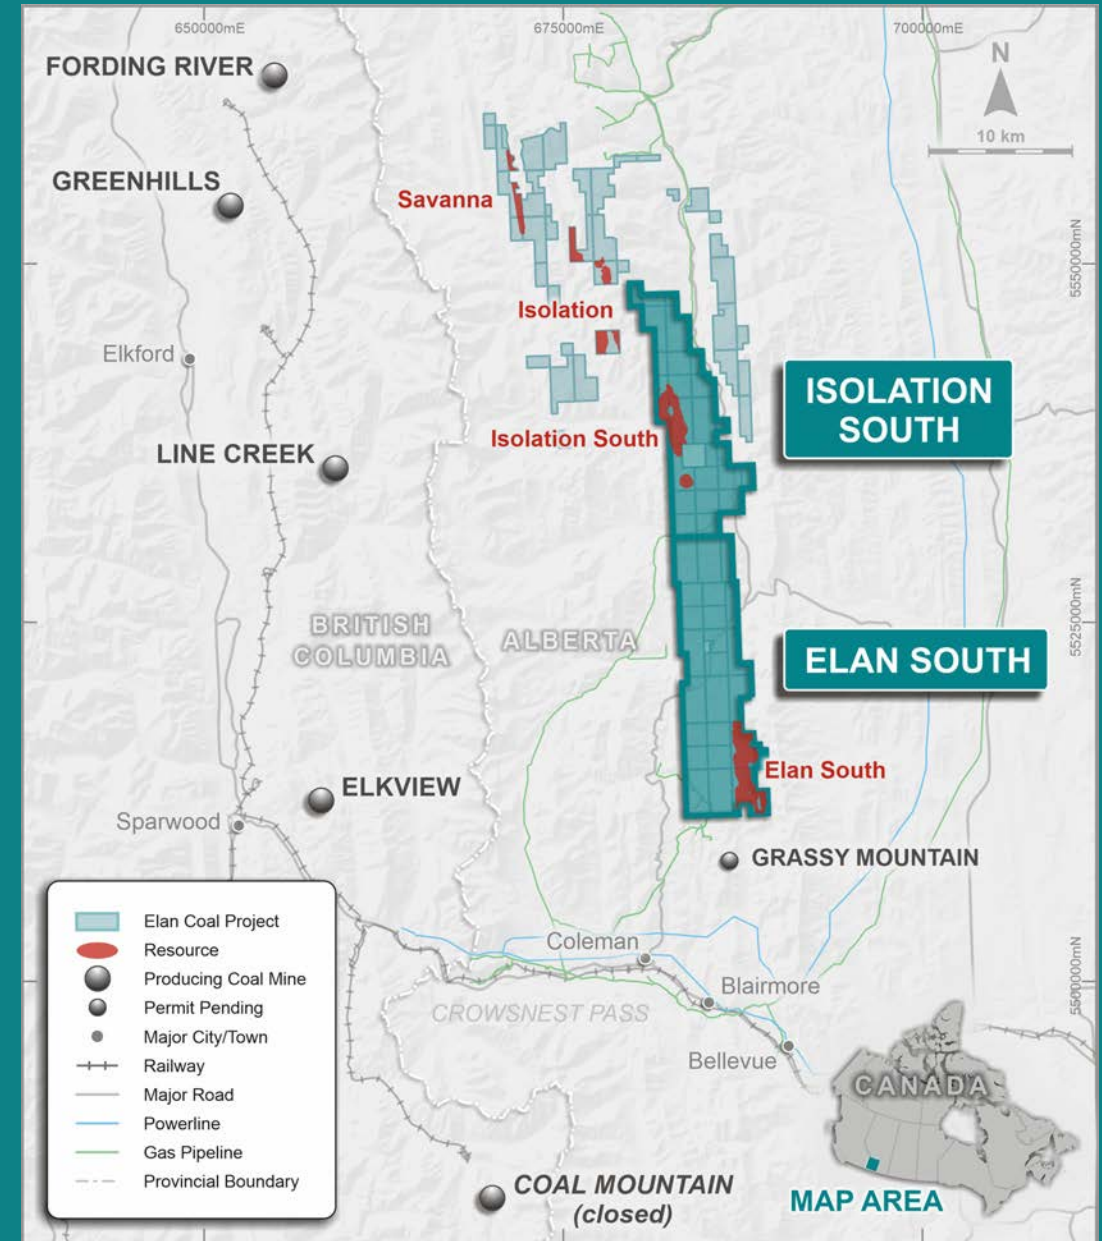 650000mE
675000mE
700000mE
FORDING RIVER
N
10 km
GREENHILLS
Savanna
5550000mN
Isolation
Elkford
ISOLATION
SOUTH
Isolation South
LINE CREEK
5525000mN
BRITISH
COLUMBIA
ALBERTA
ELAN SOUTH
Elan South
ELKVIEW
Sparwood
GRASSY MOUNTAIN
Elan Coal Project
Resource
Producing Coal Mine
Permit Pending
Major City/Town
Railway
Major Road
Powerline
Gas Pipeline
Provincial Boundary
Coleman
Blairmore
5500000mN
CROWSNEST PASS
Bellevue
CANADA
COAL MOUNTAIN
(closed)
MAP AREA